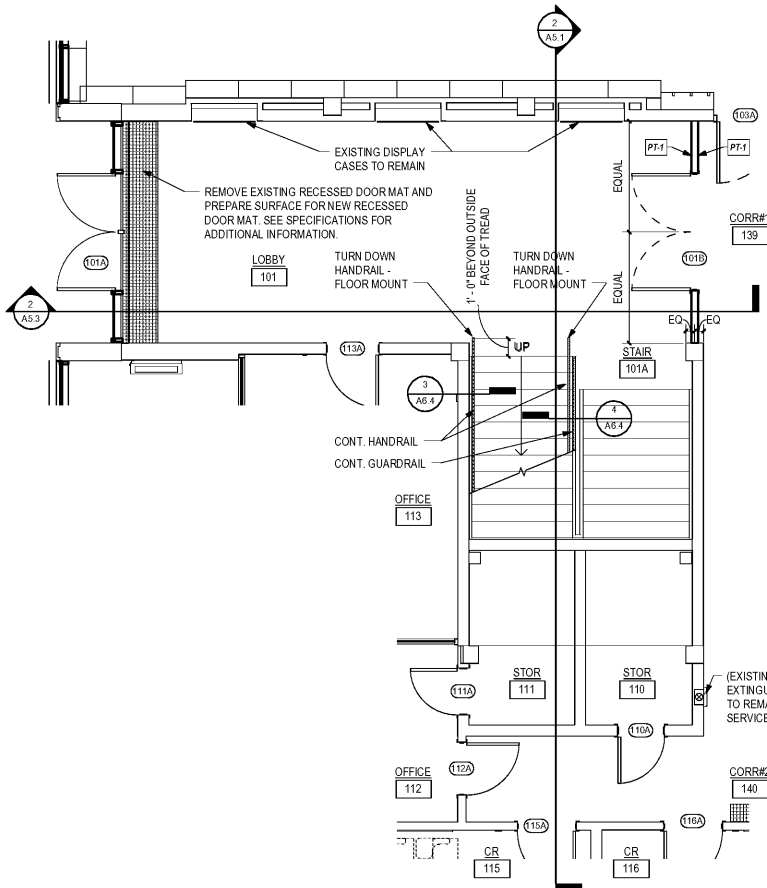 2
A5.1
103A
PT-1
PT-1
EXISTING DISPLAY
CASES TO REMAIN
EQUAL
REMOVE EXISTING RECESSED DOOR MAT AND
PREPARE SURFACE FOR NEW RECESSED
DOOR MAT. SEE SPECIFICATIONS FOR
ADDITIONAL INFORMATION.
CORR#1
139
1' - 0" BEYOND OUTSIDE
FACE OF TREAD
LOBBY
101
101A
TURN DOWN
HANDRAIL -
FLOOR MOUNT
TURN DOWN
HANDRAIL -
FLOOR MOUNT
101B
EQUAL
2
A5.3
EQ
EQ
113A
UP
STAIR
101A
3
A6.4
4
A6.4
CONT. HANDRAIL
CONT. GUARDRAIL
OFFICE
113
STOR
111
STOR
110
(EXISTIN
EXTINGU
TO REMA
SERVICE
111A
110A
OFFICE
112
112A
CORR#2
140
115A
116A
CR
115
CR
116